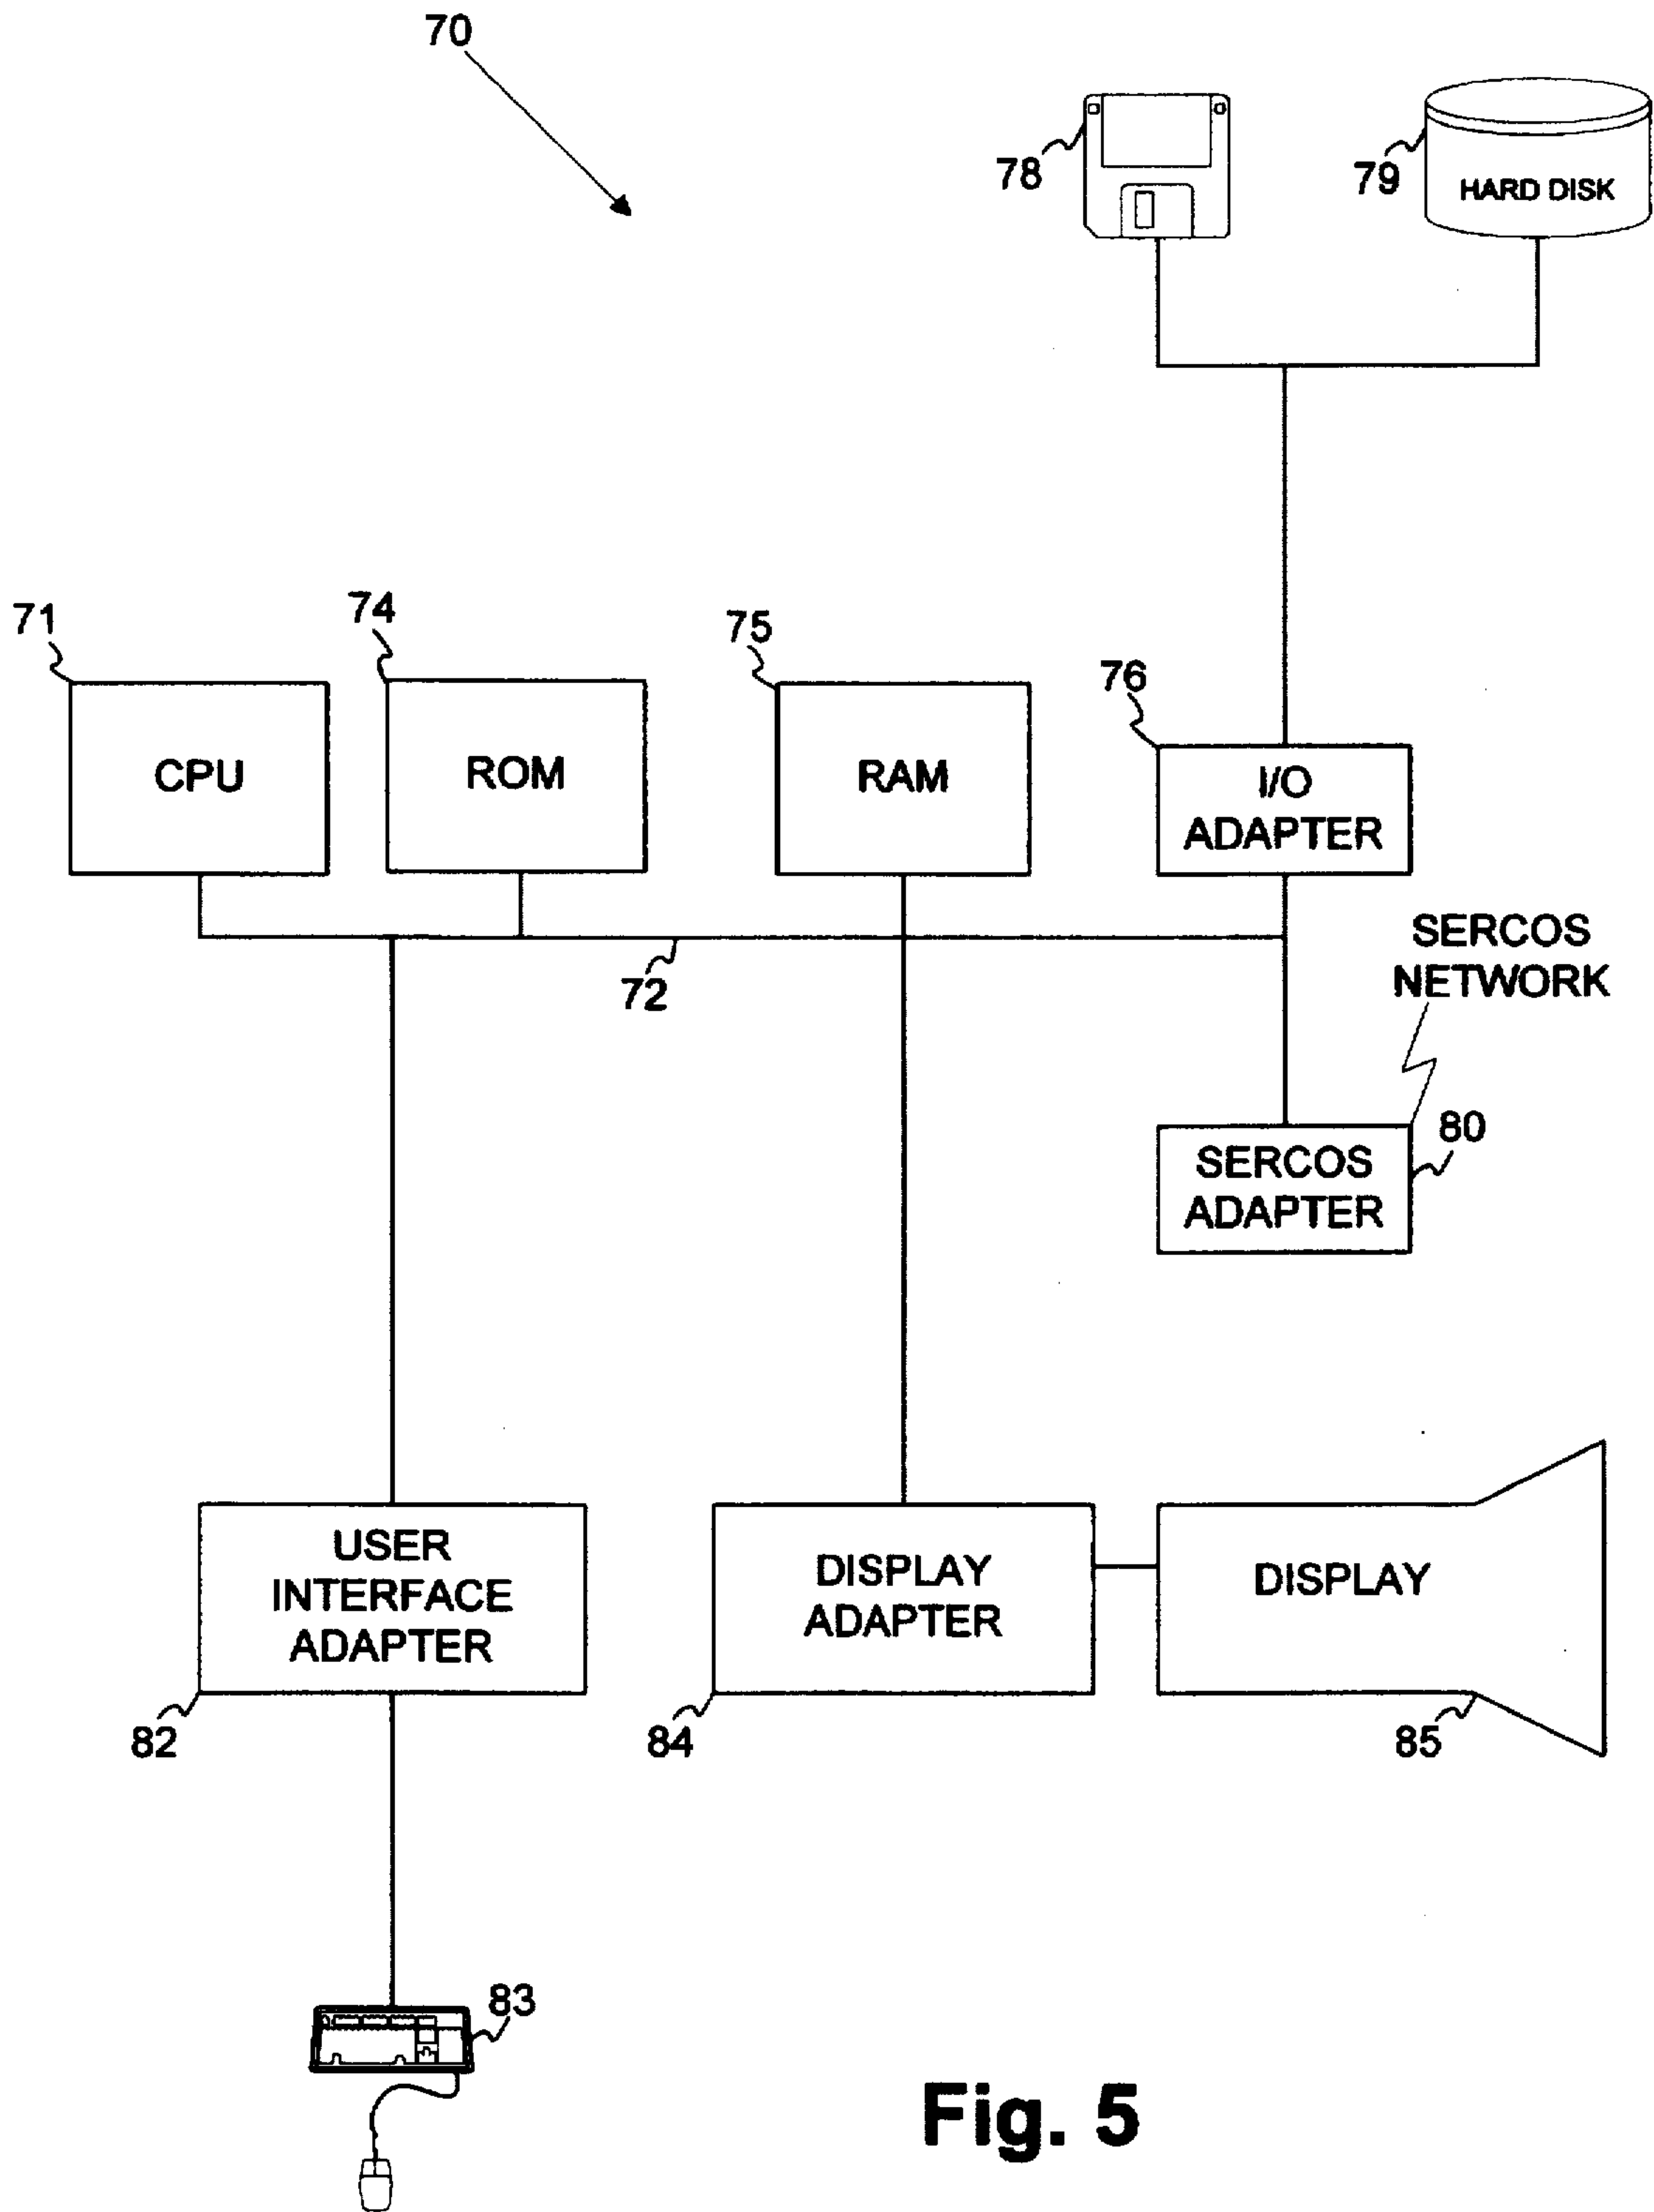 70
78
79
HARD DISK
71
74
75
76
CPU
ROM
RAM
I/O
ADAPTER
72
SERCOS
NETWORK
80
SERCOS
ADAPTER
USER
INTERFACE
ADAPTER
DISPLAY
ADAPTER
DISPLAY
82
84
85
83
Fig. 5